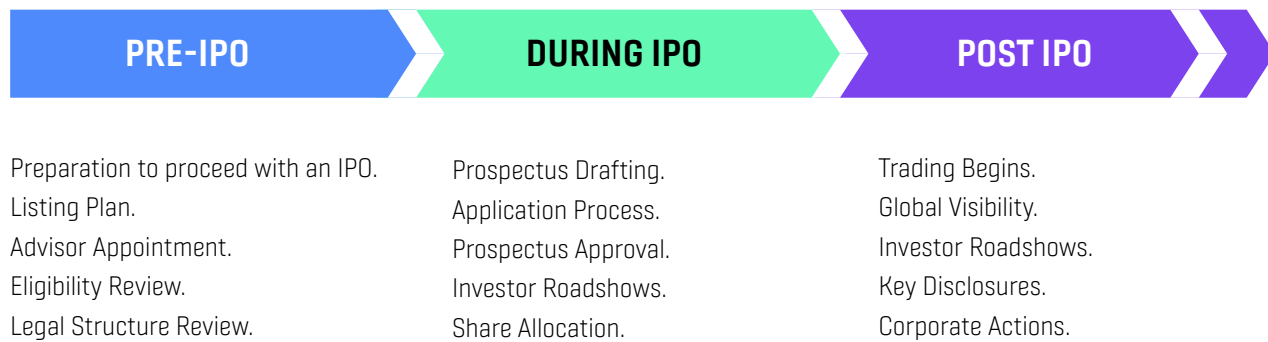 PRE-IPO
DURING IPO
POST IPO
Preparation to proceed with an IPO.
Listing Plan.
Advisor Appointment.
Eligibility Review.
Legal Structure Review.
Prospectus Drafting.
Application Process.
Prospectus Approval.
Investor Roadshows.
Share Allocation.
Trading Begins.
Global Visibility.
Investor Roadshows.
Key Disclosures.
Corporate Actions.